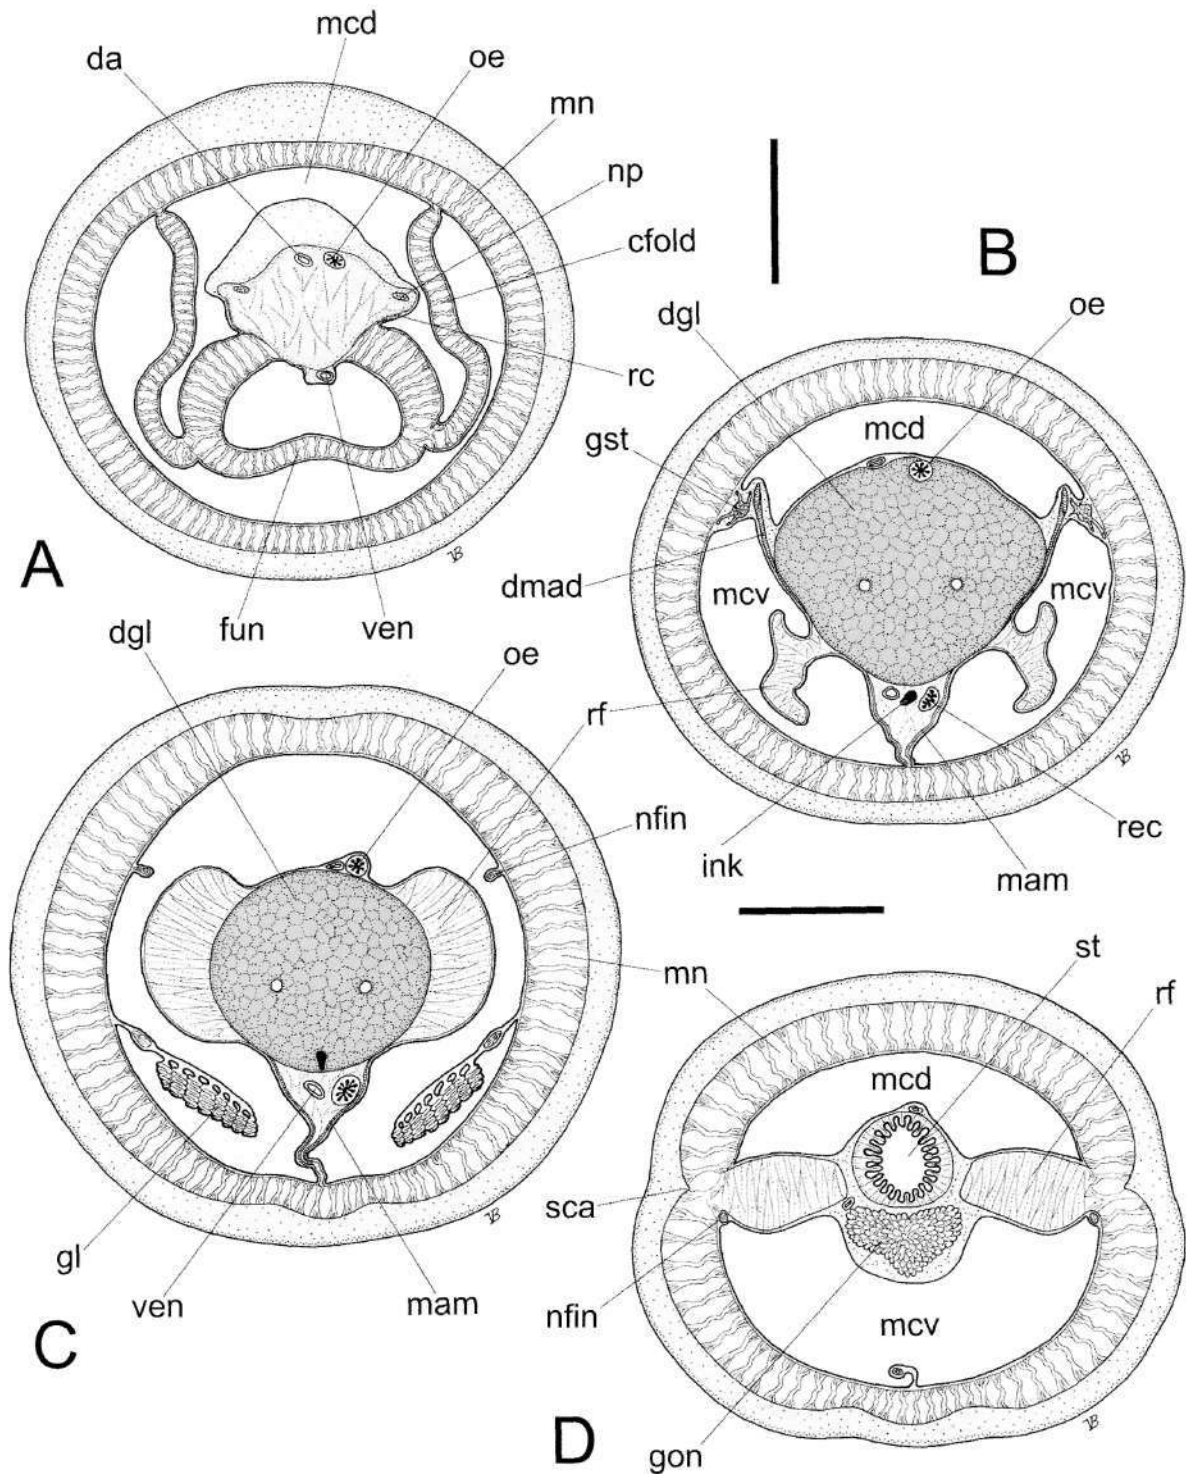 mcd
da
oe
mn
np
cfold
rc
A
fun
ven
B
dgl
oe
mcd
gst
dmad
mcv
mcv
rf
ink
mam
rec
dgl
oe
nfin
mn
gl
ven
mam
C
st
rf
mcd
sca
nfin
mcv
gon
D